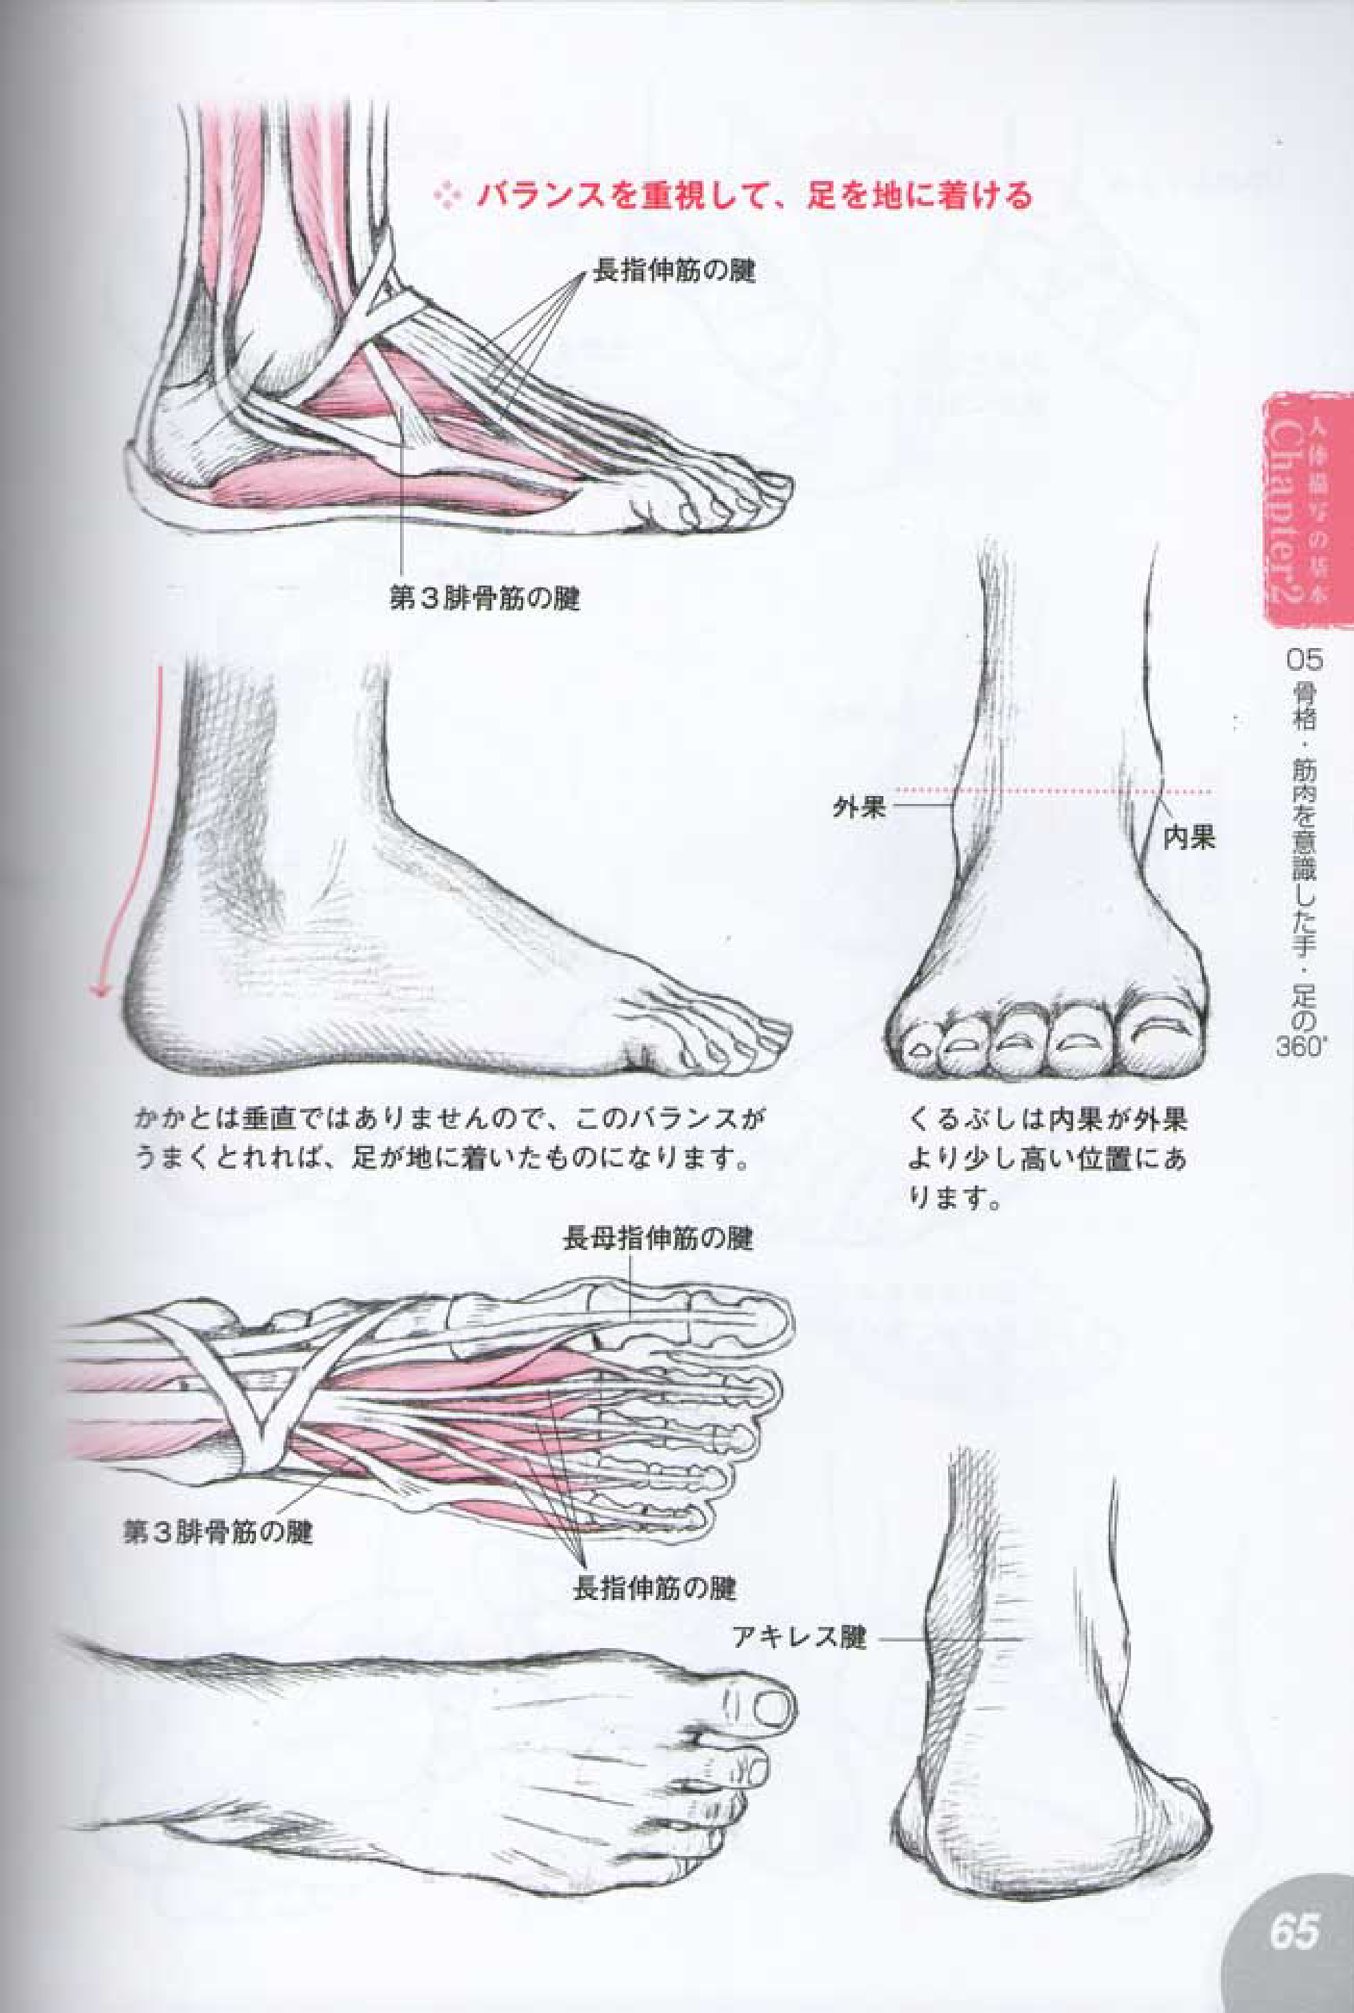 バランスを重視して、足を地に着ける
長指伸筋の腱
第3腓骨筋の腱
人体描写の基本
Chapter2
05 骨格・筋肉を意識した手・足の360°
外果
内果
かかとは垂直ではありませんので、このバランスが
うまくとれれば、足が地に着いたものになります。
くるぶしは内果が外果
より少し高い位置にあ
ります。
長母指伸筋の腱
第3腓骨筋の腱
長指伸筋の腱
アキレス腱
65